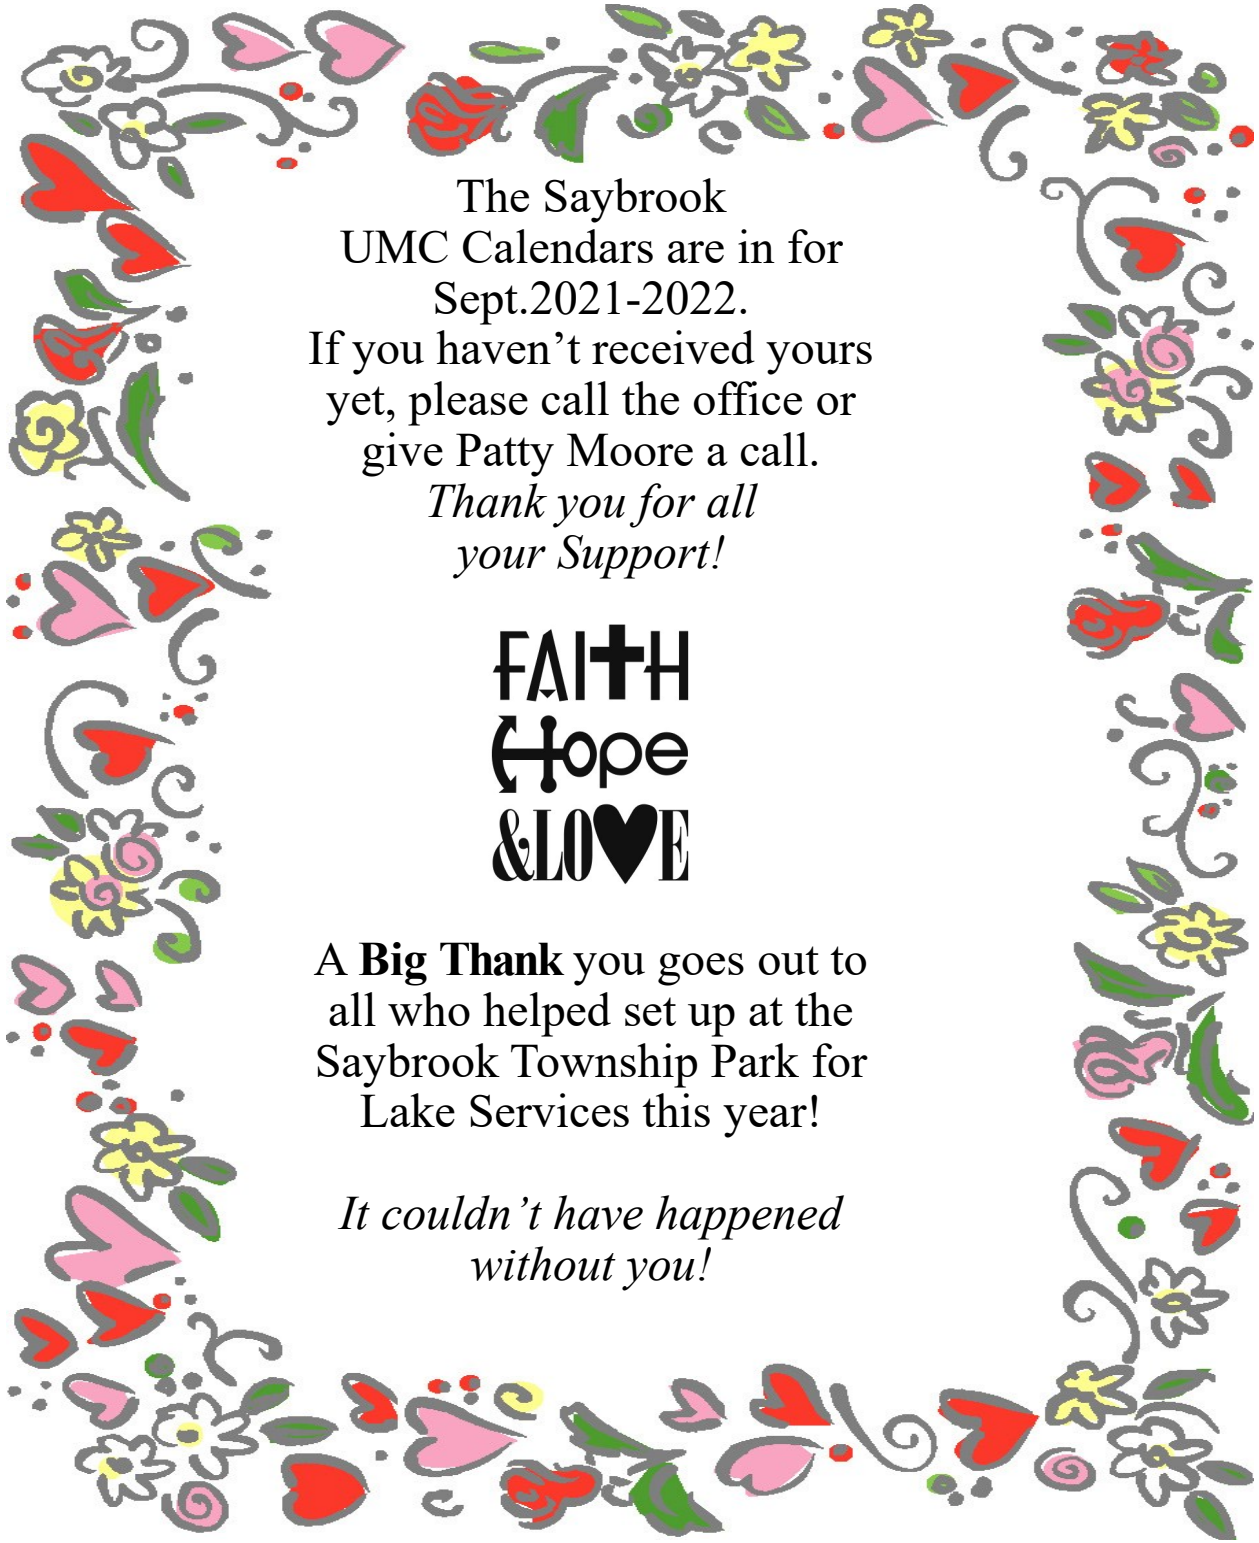 The Saybrook
UMC Calendars are in for
Sept.2021-2022.
If you haven’t received yours
yet, please call the office or
give Patty Moore a call.
Thank you for all
your Support!
FAITH
Hope
&LOVE
A Big Thank you goes out to
all who helped set up at the
Saybrook Township Park for
Lake Services this year!
It couldn’t have happened
without you!